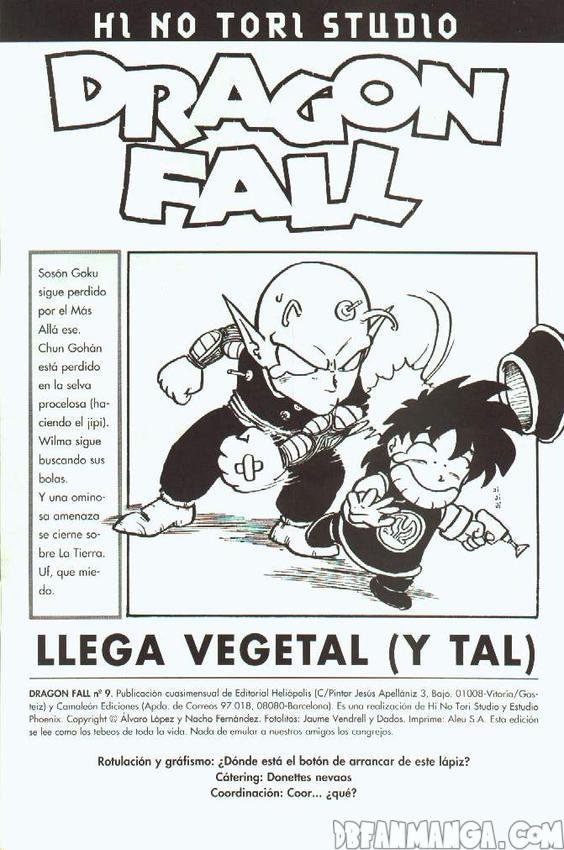 HI NO TORI STUDIO
DRAGON
FALL
Sosón Goku
sigue perdido
por el Más
Allá ese.
Chun Gohán
está perdido
en la selva
procelosa (ha-
ciendo el jipi).
Wilma sigue
buscando sus
bolas.
Y una omino-
sa amenaza
se cierne so-
bre La Tierra.
Uf, que mie-
do.
JI
JI
JI
LLEGA VEGETAL (Y TAL)
DRAGON FALL nº 9. Publicación cuasimensual de Editorial Heliópolis (C/Pintor Jesús Apellániz 3, Bajo. 01008-Vitoria/Gas-
teiz) y Camaleón Ediciones (Apdo. de Correos 97.018, 08080-Barcelona). Es una realización de Hi No Tori Studio y Estudio
Phoenix. Copyright © Álvaro López y Nacho Fernández. Fotolitos: Jaume Vendrell y Dados. Imprime: Aleu S.A. Esta edición
se lee como los tebeos de toda la vida. Nada de emular a nuestros amigos los cangrejos.
Rotulación y gráfismo: ¿Dónde está el botón de arrancar de este lápiz?
Cátering: Donettes nevaos
Coordinación: Coor... ¿qué?
DBFANMANGA.COM